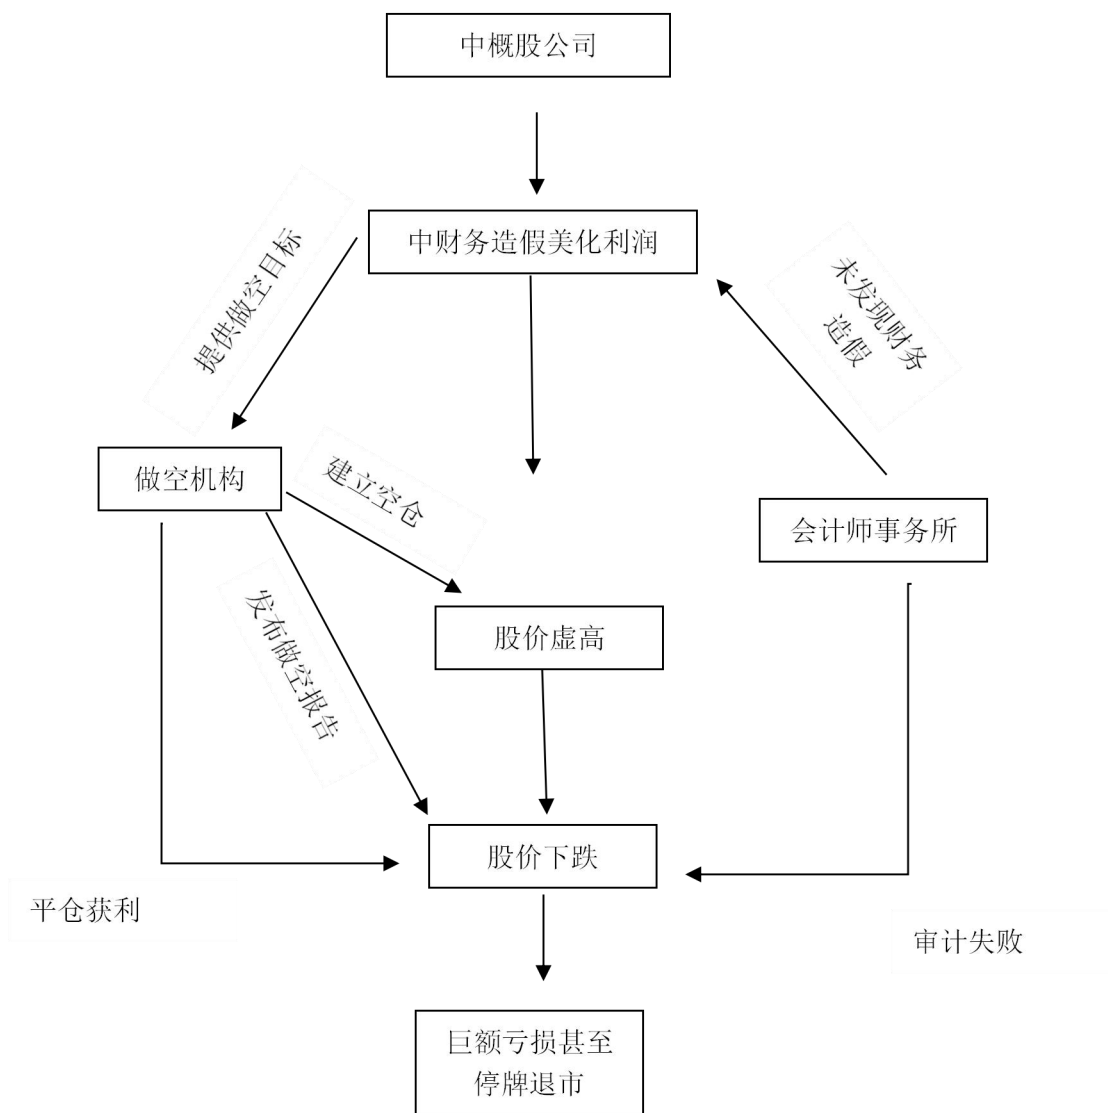 中概股公司
中财务造假美化利润
提供做空目标
未发现财务
造假
做空机构
建立空仓
会计师事务所
发布做空报告
股价虚高
股价下跌
平仓获利
审计失败
巨额亏损甚至
停牌退市